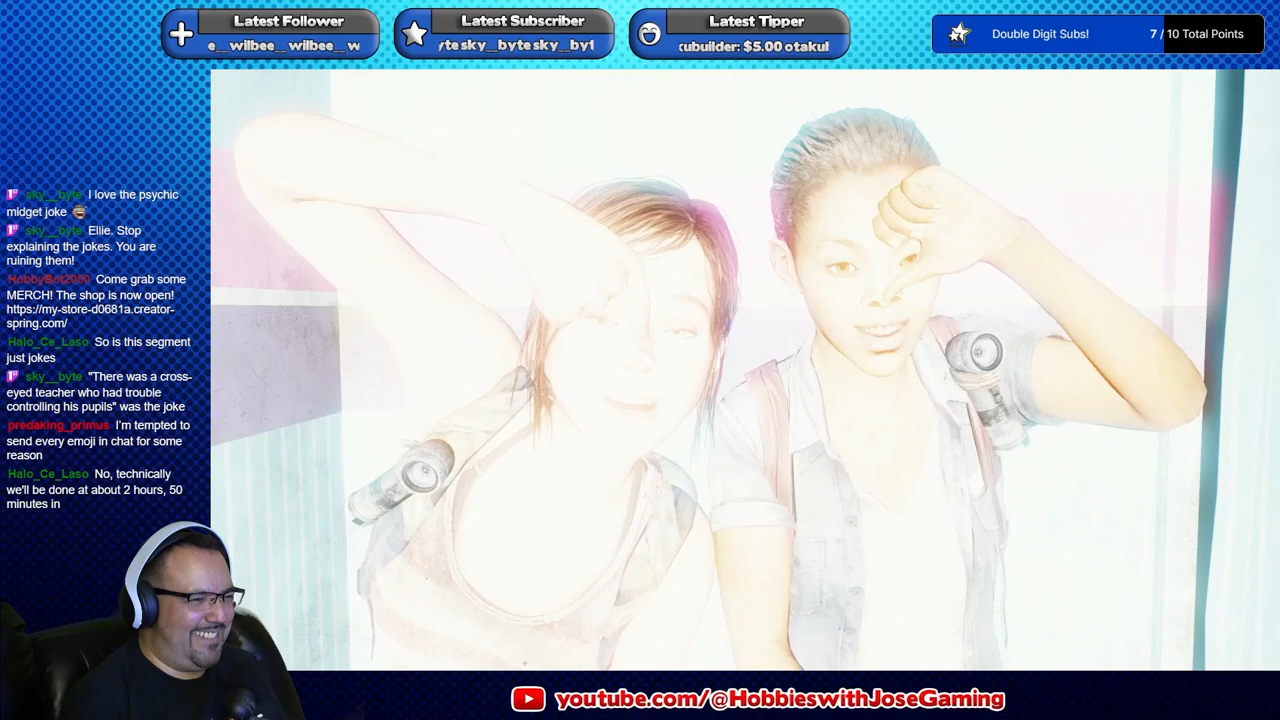 Latest Follower
e__wilbee__wilbee__w
Latest Subscriber
yte sky__byte sky__byt
Latest Tipper
kubuilder: $5.00 otakul
Double Digit Subs!
7 / 10 Total Points
sky__byte I love the psychic
midget joke
sky__byte Ellie. Stop
explaining the jokes. You are
ruining them!
HobbyBot2000 Come grab some
MERCH! The shop is now open!
https://my-store-d0681a.creator-
spring.com/
Halo_Ce_Laso So is this segment
just jokes
sky__byte "There was a cross-
eyed teacher who had trouble
controlling his pupils" was the joke
predaking_primus I'm tempted to
send every emoji in chat for some
reason
Halo_Ce_Laso No, technically
we'll be done at about 2 hours, 50
minutes in
youtube.com/@HobbieswithJoseGaming